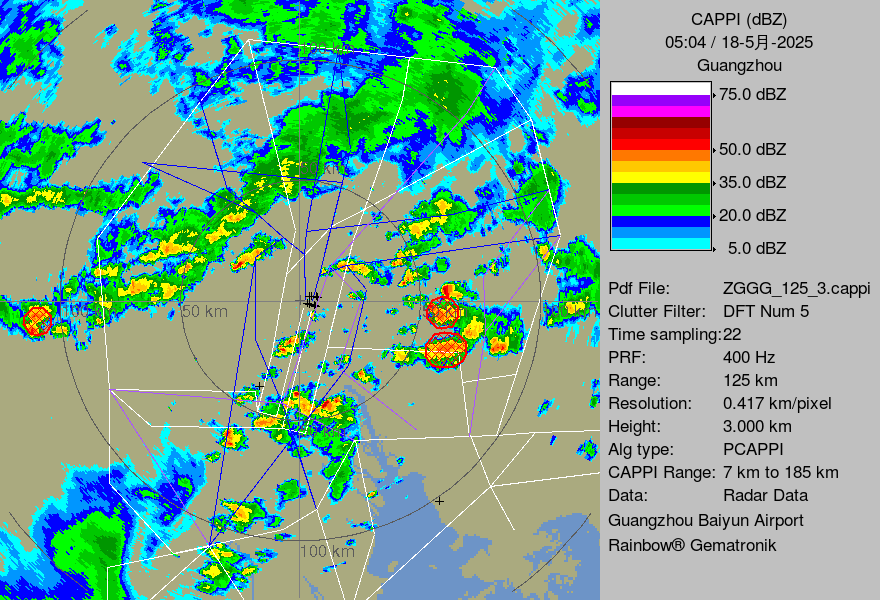 CAPPI (dBZ)
05:04 / 18-5月-2025
Guangzhou
75.0 dBZ
50.0 dBZ
35.0 dBZ
20.0 dBZ
5.0 dBZ
Pdf File: ZGGG_125_3.cappi
Clutter Filter: DFT Num 5
Time sampling:22
PRF: 400 Hz
Range: 125 km
Resolution: 0.417 km/pixel
Height: 3.000 km
Alg type: PCAPPI
CAPPI Range: 7 km to 185 km
Data: Radar Data
Guangzhou Baiyun Airport
Rainbow® Gematronik
50 km
100 km